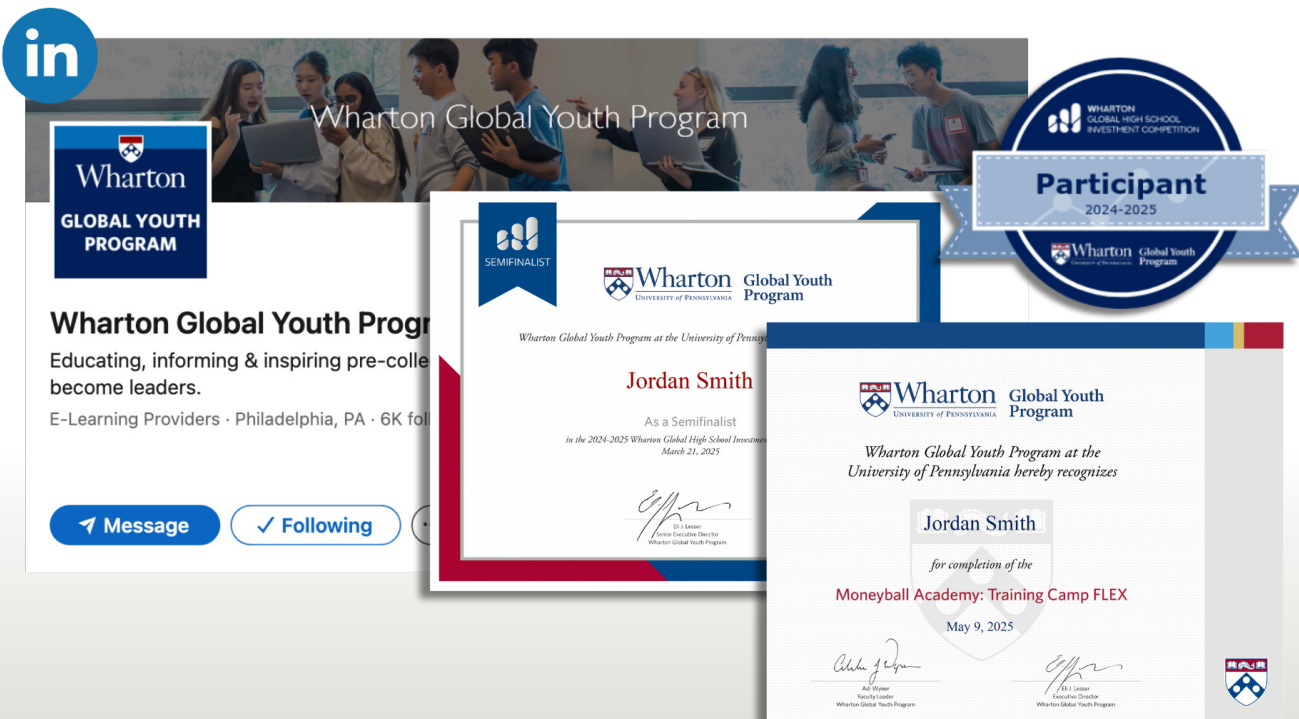 in
Wharton Global Youth Program
Wharton
GLOBAL YOUTH
PROGRAM
Wharton Global Youth Progr
Educating, informing & inspiring pre-colle
become leaders.
E-Learning Providers · Philadelphia, PA · 6K fol
Message
Following
SEMIFINALIST
Wharton
UNIVERSITY of PENNSYLVANIA
Global Youth
Program
Wharton Global Youth Program at the University of Pennsy
Jordan Smith
As a Semifinalist
in the 2024-2025 Wharton Global High School Investmen
March 21, 2025
Eli J. Lesser
Senior Executive Director
Wharton Global Youth Program
WHARTON
GLOBAL HIGH SCHOOL
INVESTMENT COMPETITION
Participant
2024-2025
Wharton
UNIVERSITY of PENNSYLVANIA
Global Youth
Program
Wharton
UNIVERSITY of PENNSYLVANIA
Global Youth
Program
Wharton Global Youth Program at the
University of Pennsylvania hereby recognizes
Jordan Smith
for completion of the
Moneyball Academy: Training Camp FLEX
May 9, 2025
Adi Wyner
Faculty Leader
Wharton Global Youth Program
Eli J. Lesser
Executive Director
Wharton Global Youth Program